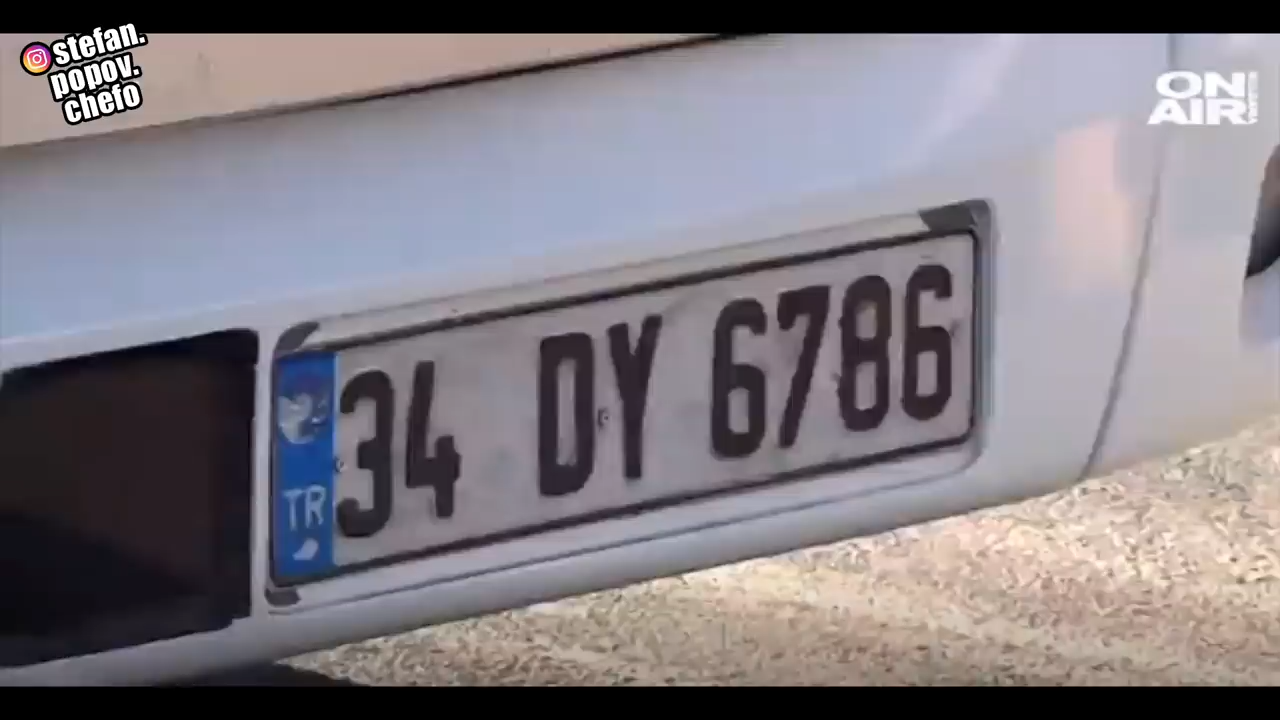 stefan.
popov.
chefo
ON
AIR
34 DY 6786
TR